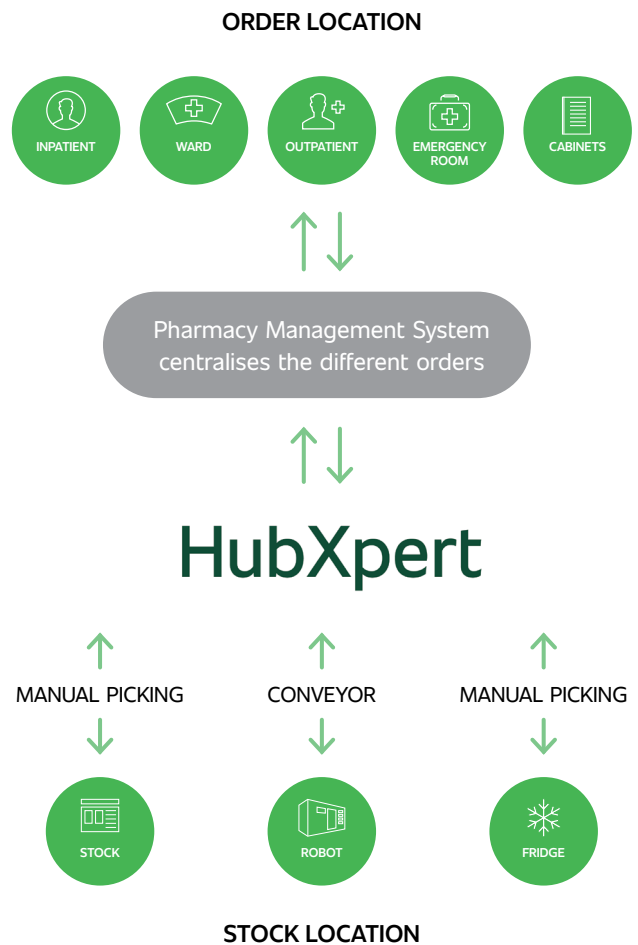 ORDER LOCATION
INPATIENT
WARD
OUTPATIENT
EMERGENCY
ROOM
CABINETS
Pharmacy Management System
centralises the different orders
HubXpert
MANUAL PICKING
CONVEYOR
MANUAL PICKING
STOCK
ROBOT
FRIDGE
STOCK LOCATION